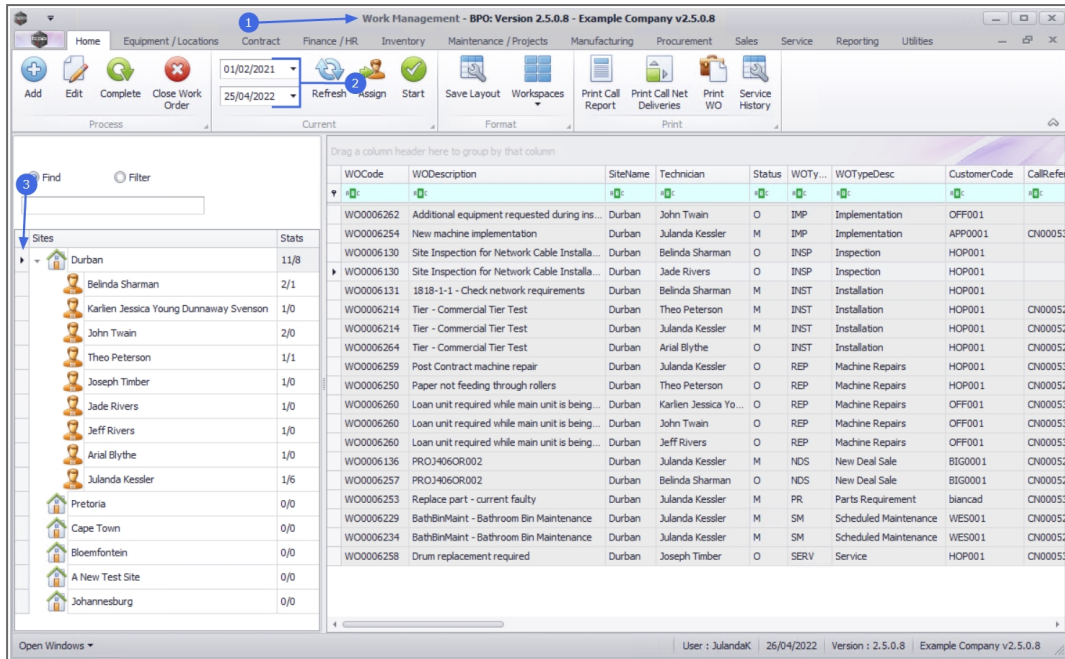 1
Work Management - BPO: Version 2.5.0.8 - Example Company v2.5.0.8
Home Equipment / Locations Contract Finance / HR Inventory Maintenance / Projects Manufacturing Procurement Sales Service Reporting Utilities
01/02/2021
25/04/2022
2
Add Edit Complete Close Work Order Refresh Assign Start Save Layout Workspaces Print Call Report Print Call Net Deliveries Print WO Service History
Process Current Format Print
Drag a column header here to group by that column
3
Find Filter
Sites Stats
Durban 11/8
Belinda Sharman 2/1
Karlien Jessica Young Dunnaway Svenson 1/0
John Twain 2/0
Theo Peterson 1/1
Joseph Timber 1/0
Jade Rivers 1/0
Jeff Rivers 1/0
Arial Blythe 1/0
Julanda Kessler 1/6
Pretoria 0/0
Cape Town 0/0
Bloemfontein 0/0
A New Test Site 0/0
Johannesburg 0/0
WOCode WODescription SiteName Technician Status WOTy... WOTypeDesc CustomerCode CallRefer
WO0006262 Additional equipment requested during ins... Durban John Twain O IMP Implementation OFF001
WO0006254 New machine implementation Durban Julanda Kessler M IMP Implementation APP0001 CN00053
WO0006130 Site Inspection for Network Cable Installa... Durban Belinda Sharman O INSP Inspection HOP001
WO0006130 Site Inspection for Network Cable Installa... Durban Jade Rivers O INSP Inspection HOP001
WO0006131 1818-1-1 - Check network requirements Durban Belinda Sharman M INST Installation HOP001
WO0006214 Tier - Commercial Tier Test Durban Theo Peterson M INST Installation HOP001 CN00052
WO0006214 Tier - Commercial Tier Test Durban Julanda Kessler M INST Installation HOP001 CN00052
WO0006264 Tier - Commercial Tier Test Durban Arial Blythe O INST Installation HOP001 CN00052
WO0006259 Post Contract machine repair Durban Julanda Kessler O REP Machine Repairs HOP001 CN00052
WO0006250 Paper not feeding through rollers Durban Theo Peterson O REP Machine Repairs HOP001 CN00052
WO0006260 Loan unit required while main unit is being... Durban Karlien Jessica Yo... O REP Machine Repairs OFF001 CN00053
WO0006260 Loan unit required while main unit is being... Durban John Twain O REP Machine Repairs OFF001 CN00053
WO0006260 Loan unit required while main unit is being... Durban Jeff Rivers O REP Machine Repairs OFF001 CN00053
WO0006136 PROJ406OR002 Durban Julanda Kessler M NDS New Deal Sale BIG0001 CN00052
WO0006257 PROJ406OR002 Durban Belinda Sharman O NDS New Deal Sale BIG0001 CN00052
WO0006253 Replace part - current faulty Durban Julanda Kessler M PR Parts Requirement biancad CN00053
WO0006229 BathBinMaint - Bathroom Bin Maintenance Durban Julanda Kessler M SM Scheduled Maintenance WES001 CN00052
WO0006234 BathBinMaint - Bathroom Bin Maintenance Durban Julanda Kessler M SM Scheduled Maintenance WES001 CN00052
WO0006258 Drum replacement required Durban Joseph Timber O SERV Service HOP001 CN00053
Open Windows User : JulandaK 26/04/2022 Version : 2.5.0.8 Example Company v2.5.0.8